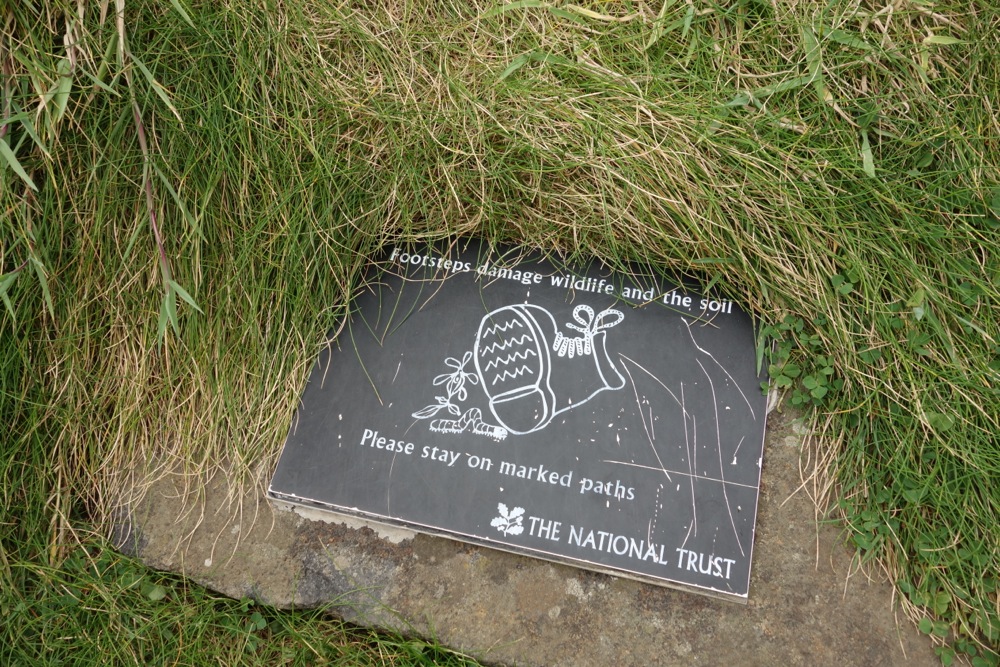 Footsteps damage wildlife and the soil
Please stay on marked paths
THE NATIONAL TRUST